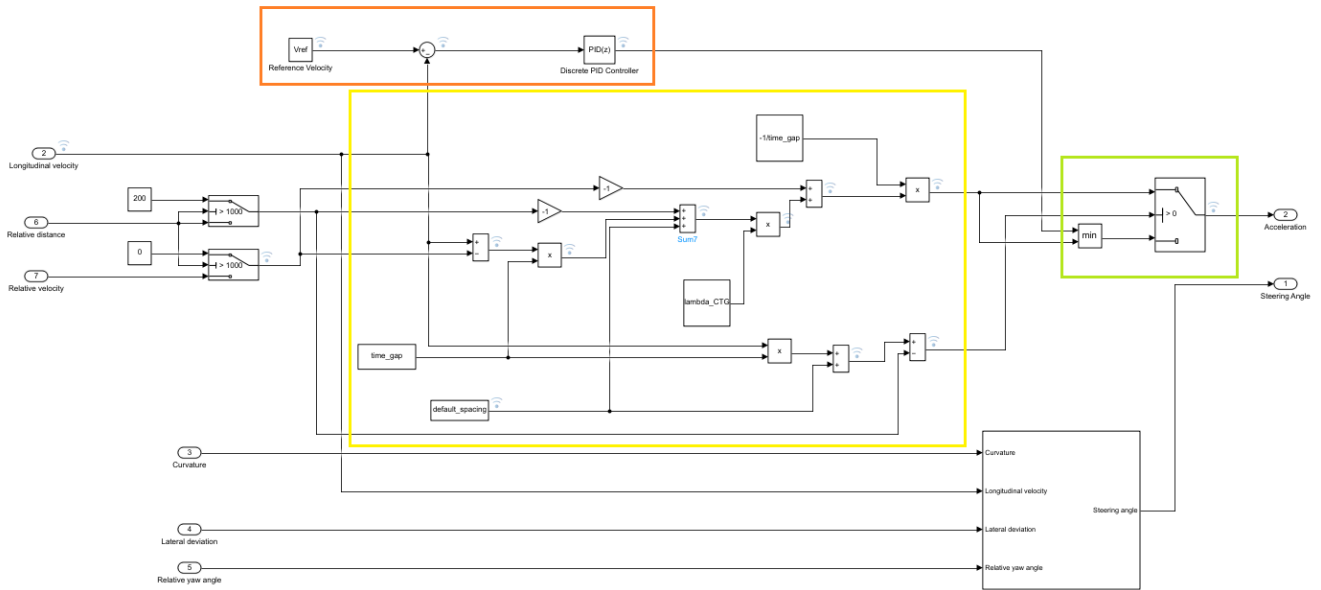 Vref
+
-
PID(z)
Reference Velocity
Discrete PID Controller
-1/time_gap
2
Longitudinal velocity
-1
x
+
+
200
> 1000
6
Relative distance
-1
+
+
+
Sum7
x
> 0
2
Acceleration
min
0
> 1000
7
Relative velocity
+
-
x
lambda_CTG
1
Steering Angle
time_gap
x
+
+
+
-
default_spacing
3
Curvature
Curvature
Longitudinal velocity
Steering angle
4
Lateral deviation
Lateral deviation
5
Relative yaw angle
Relative yaw angle